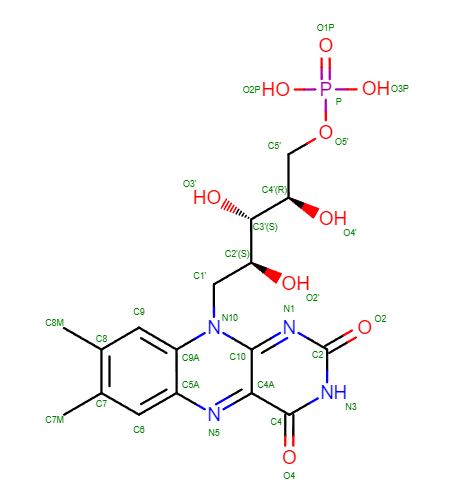 O1P
O
O2P HO P OH O3P
P
O
O5'
C5'
O3'
HO C4'(R)
OH
C3'(S)
O4'
C2'(S)
C1' OH
O2'
N1
C9 N10 O2
C8M N N O
C8 C9A C10 C2
C5A C4A NH
C7 N3
C7M C6 N C4
N5
O
O4